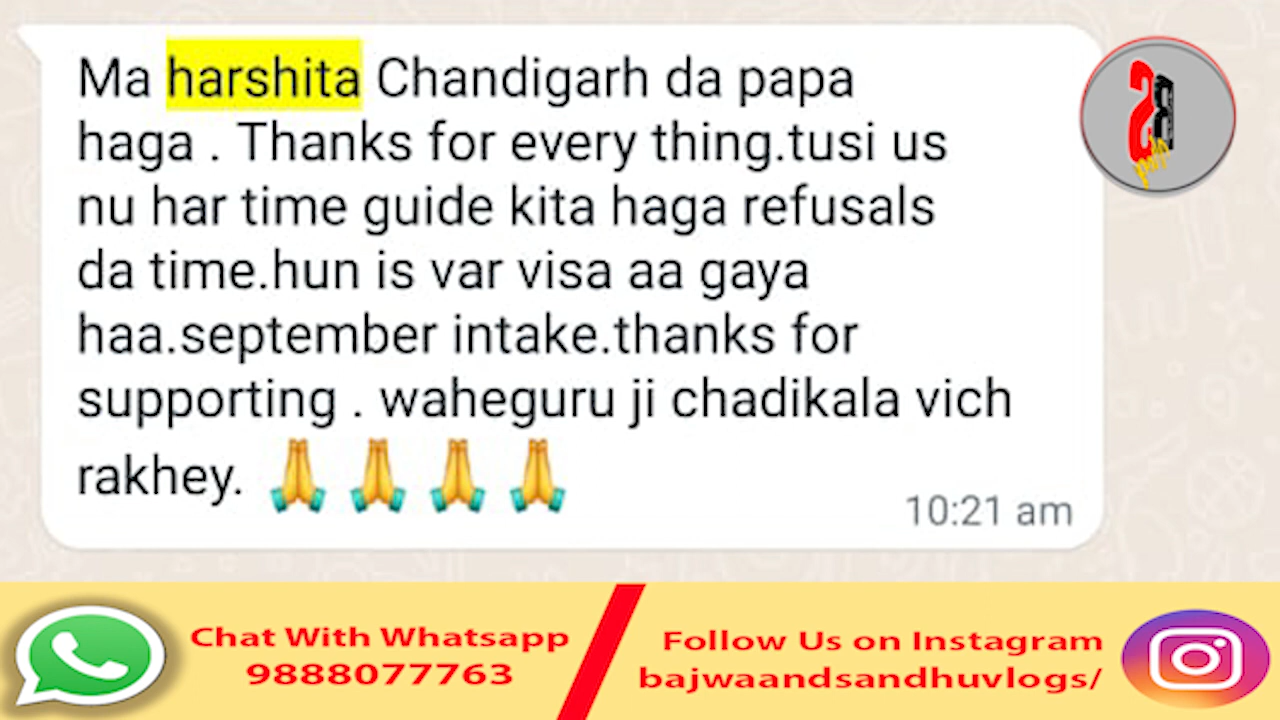 Ma harshita Chandigarh da papa
haga . Thanks for every thing.tusi us
nu har time guide kita haga refusals
da time.hun is var visa aa gaya
haa.september intake.thanks for
supporting . waheguru ji chadikala vich
rakhey. 🙏 🙏 🙏 🙏
10:21 am
Chat With Whatsapp
9888077763
Follow Us on Instagram
bajwaandsandhuvlogs/